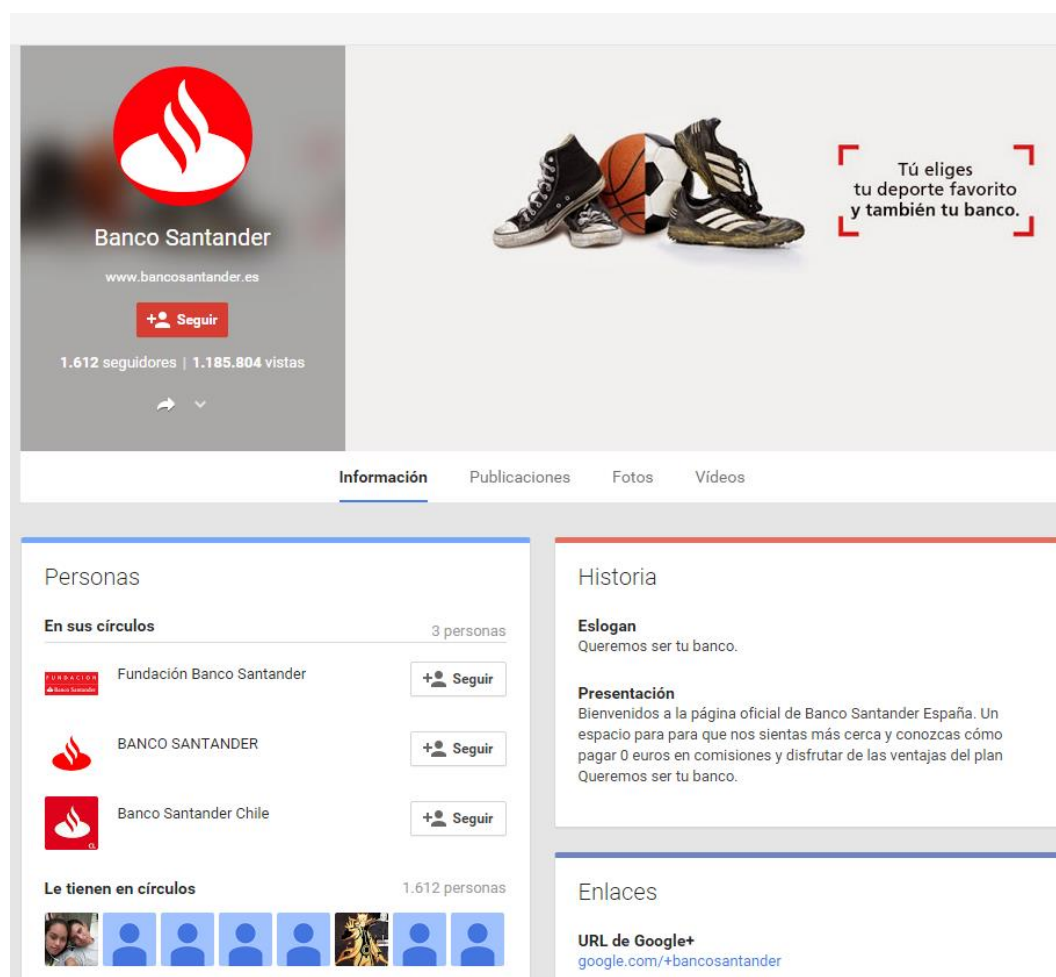 Banco Santander
www.bancosantander.es
Seguir
1.612 seguidores | 1.185.804 vistas
Tú eliges
tu deporte favorito
y también tu banco.
Información Publicaciones Fotos Vídeos
Personas
En sus círculos 3 personas
FUNDACION
Banco Santander
Fundación Banco Santander Seguir
BANCO SANTANDER Seguir
Banco Santander Chile Seguir
Le tienen en círculos 1.612 personas
Historia
Eslogan
Queremos ser tu banco.
Presentación
Bienvenidos a la página oficial de Banco Santander España. Un
espacio para para que nos sientas más cerca y conozcas cómo
pagar 0 euros en comisiones y disfrutar de las ventajas del plan
Queremos ser tu banco.
Enlaces
URL de Google+
google.com/+bancosantander